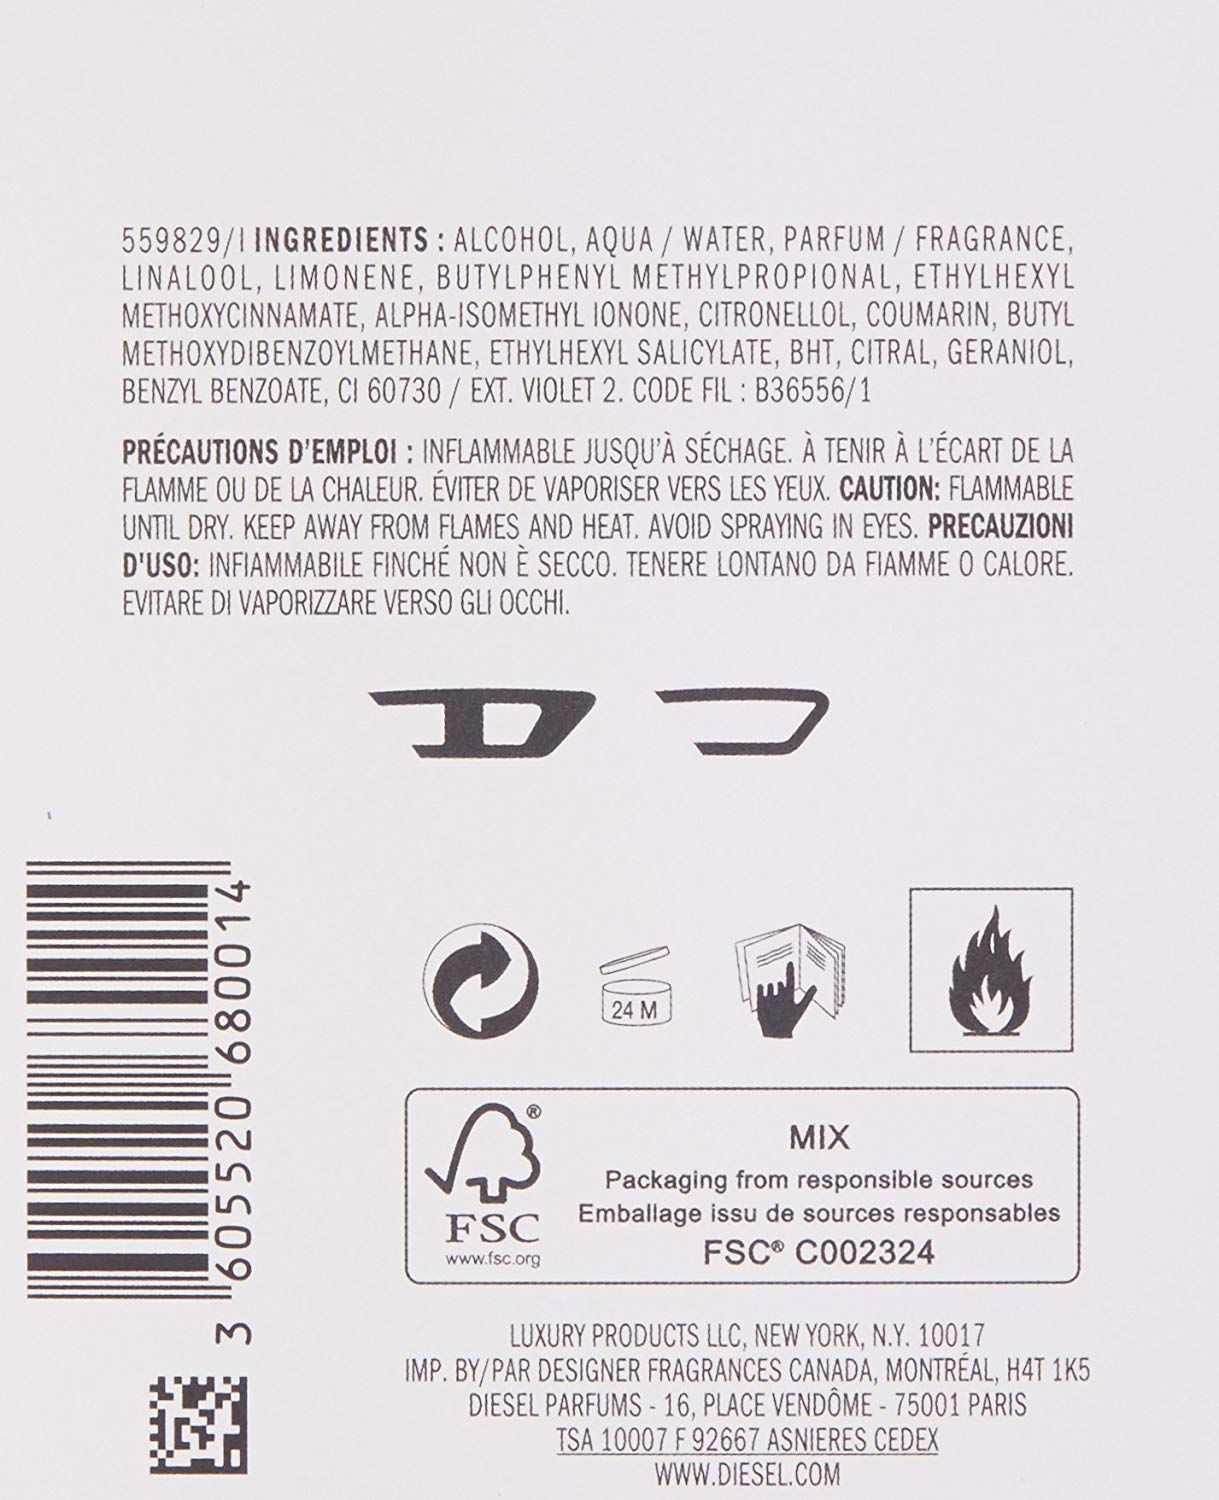 559829/I INGREDIENTS : ALCOHOL, AQUA / WATER, PARFUM / FRAGRANCE,
LINALOOL, LIMONENE, BUTYLPHENYL METHYLPROPIONAL, ETHYLHEXYL
METHOXYCINNAMATE, ALPHA-ISOMETHYL IONONE, CITRONELLOL, COUMARIN, BUTYL
METHOXYDIBENZOYLMETHANE, ETHYLHEXYL SALICYLATE, BHT, CITRAL, GERANIOL,
BENZYL BENZOATE, CI 60730 / EXT. VIOLET 2. CODE FIL : B36556/1
PRÉCAUTIONS D'EMPLOI : INFLAMMABLE JUSQU'À SÉCHAGE. À TENIR À L'ÉCART DE LA
FLAMME OU DE LA CHALEUR. ÉVITER DE VAPORISER VERS LES YEUX. CAUTION: FLAMMABLE
UNTIL DRY. KEEP AWAY FROM FLAMES AND HEAT. AVOID SPRAYING IN EYES. PRECAUZIONI
D'USO: INFIAMMABILE FINCHÉ NON È SECCO. TENERE LONTANO DA FIAMME O CALORE.
EVITARE DI VAPORIZZARE VERSO GLI OCCHI.
D
3 605520 680014
24 M
MIX
Packaging from responsible sources
Emballage issu de sources responsables
FSC® C002324
®
FSC
www.fsc.org
LUXURY PRODUCTS LLC, NEW YORK, N.Y. 10017
IMP. BY/PAR DESIGNER FRAGRANCES CANADA, MONTRÉAL, H4T 1K5
DIESEL PARFUMS - 16, PLACE VENDÔME - 75001 PARIS
TSA 10007 F 92667 ASNIERES CEDEX
WWW.DIESEL.COM